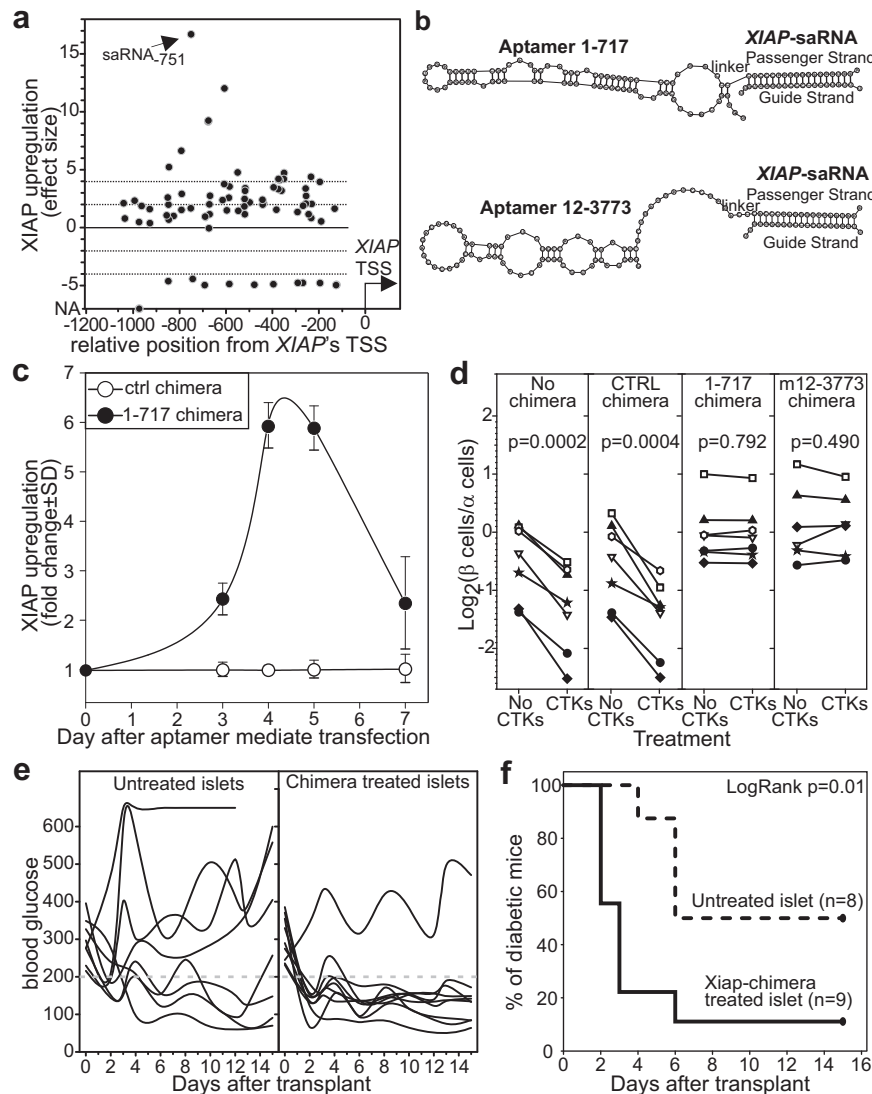 a
saRNA-751
XIAP upregulation
(effect size)
15
10
5
0
-5
NA
XIAP
TSS
-1200 -1000 -800 -600 -400 -200 0
relative position from XIAP's TSS
b
Aptamer 1-717
linker
XIAP-saRNA
Passenger Strand
Guide Strand
Aptamer 12-3773
linker
XIAP-saRNA
Passenger Strand
Guide Strand
c
ctrl chimera
1-717 chimera
XIAP upregulation
(fold change±SD)
7
6
5
4
3
2
1
0 1 2 3 4 5 6 7
Day after aptamer mediate transfection
d
No chimera
CTRL chimera
1-717 chimera
m12-3773 chimera
p=0.0002
p=0.0004
p=0.792
p=0.490
Log2(β cells/α cells)
2
1
0
-1
-2
No CTKs
CTKs
No CTKs
CTKs
No CTKs
CTKs
No CTKs
CTKs
Treatment
e
Untreated islets
Chimera treated islets
blood glucose
600
500
400
300
200
100
0
0 2 4 6 8 10 12 14
0 2 4 6 8 10 12 14
Days after transplant
f
LogRank p=0.01
Untreated islet (n=8)
Xiap-chimera
treated islet (n=9)
% of diabetic mice
100
80
60
40
20
0
0 2 4 6 8 10 12 14 16
Days after transplant